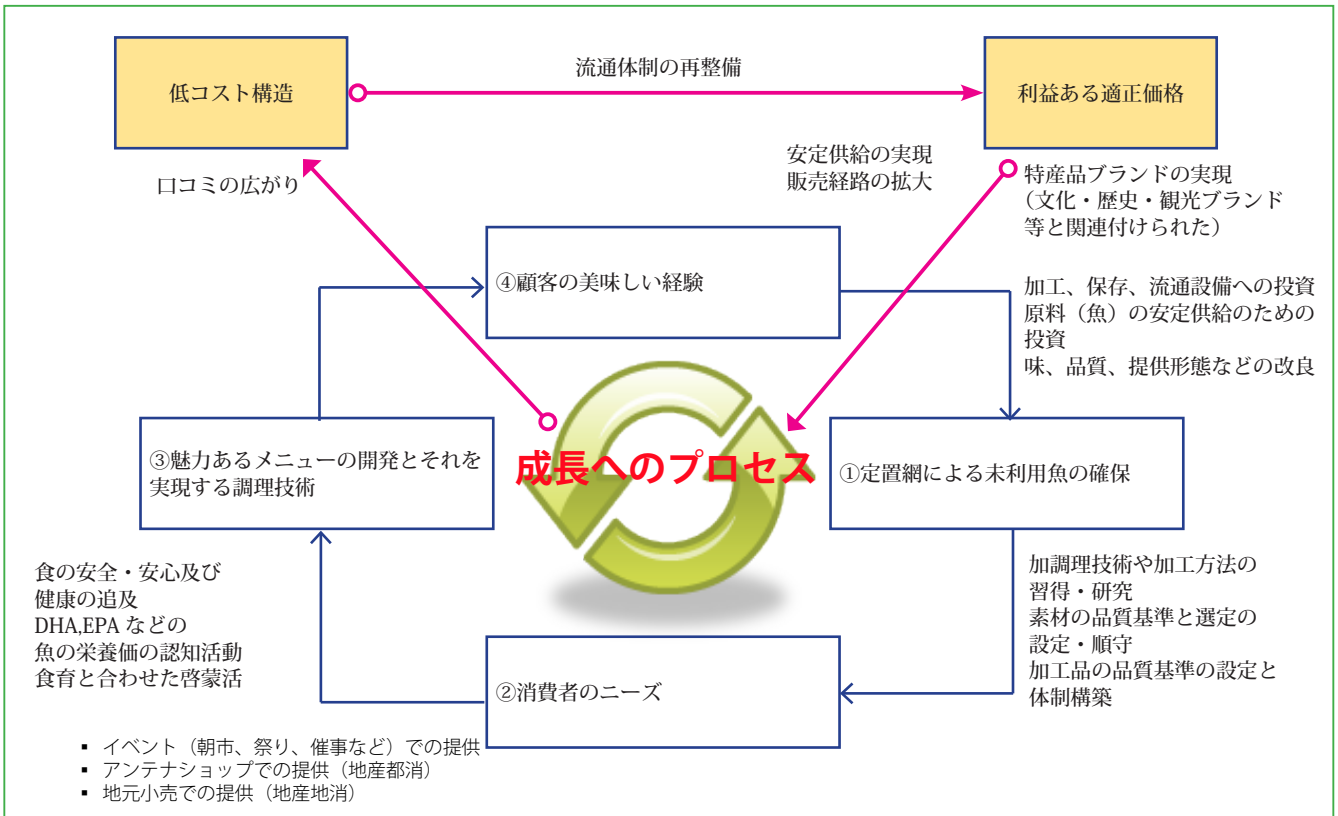 流通体制の再整備
低コスト構造
利益ある適正価格
口コミの広がり
安定供給の実現
販売経路の拡大
特産品ブランドの実現
（文化・歴史・観光ブランド
等と関連付けられた）
④顧客の美味しい経験
加工、保存、流通設備への投資
原料（魚）の安定供給のための
投資
味、品質、提供形態などの改良
③魅力あるメニューの開発とそれを
実現する調理技術
成長へのプロセス
①定置網による未利用魚の確保
食の安全・安心及び
健康の追及
DHA,EPA などの
魚の栄養価の認知活動
食育と合わせた啓蒙活
加調理技術や加工方法の
習得・研究
素材の品質基準と選定の
設定・順守
加工品の品質基準の設定と
体制構築
②消費者のニーズ
▪ イベント（朝市、祭り、催事など）での提供
▪ アンテナショップでの提供（地産都消）
▪ 地元小売での提供（地産地消）